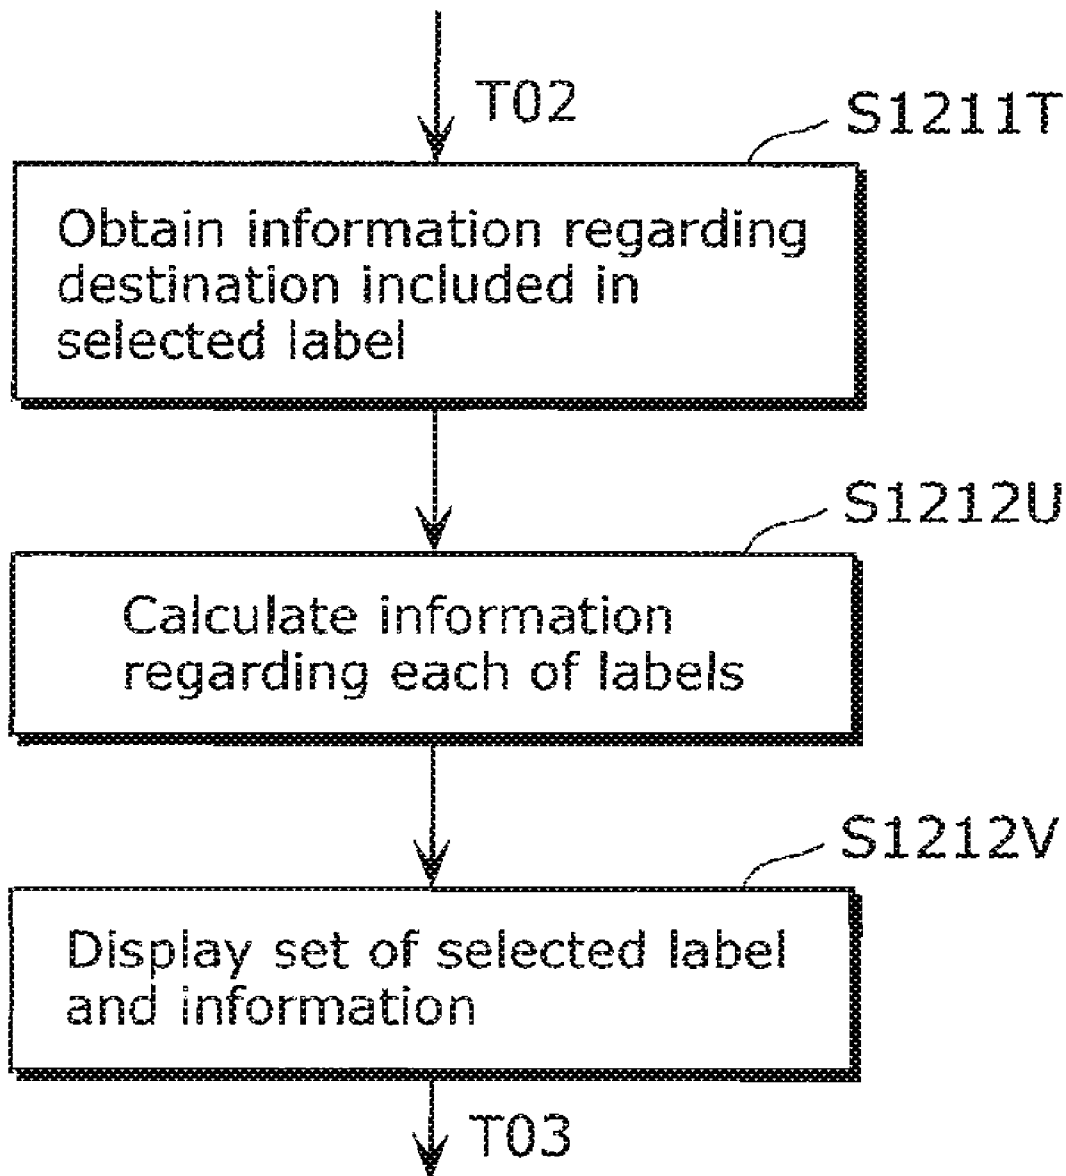 T02
S1211T
Obtain information regarding
destination included in
selected label
S1212U
Calculate information
regarding each of labels
S1212V
Display set of selected label
and information
T03